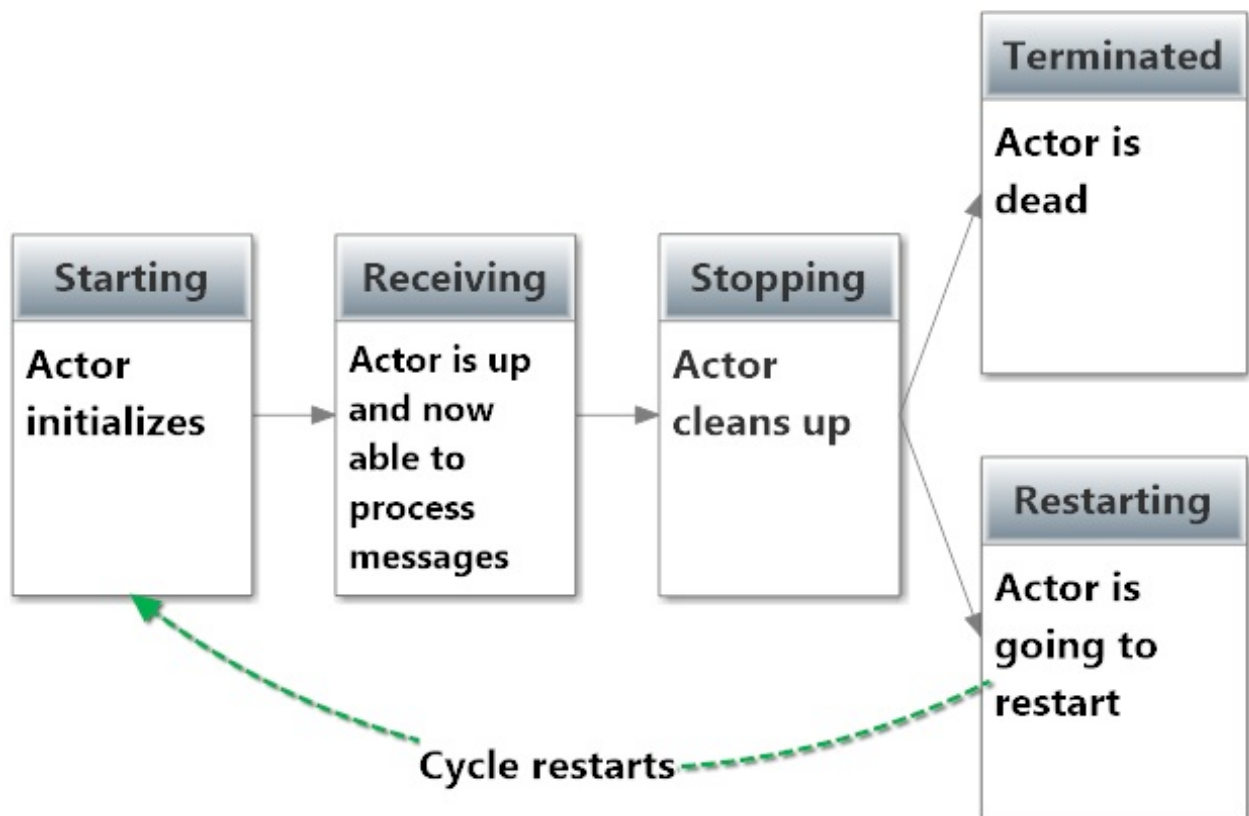 Starting
Actor
initializes
Receiving
Actor is up
and now
able to
process
messages
Stopping
Actor
cleans up
Terminated
Actor is
dead
Restarting
Actor is
going to
restart
Cycle restarts